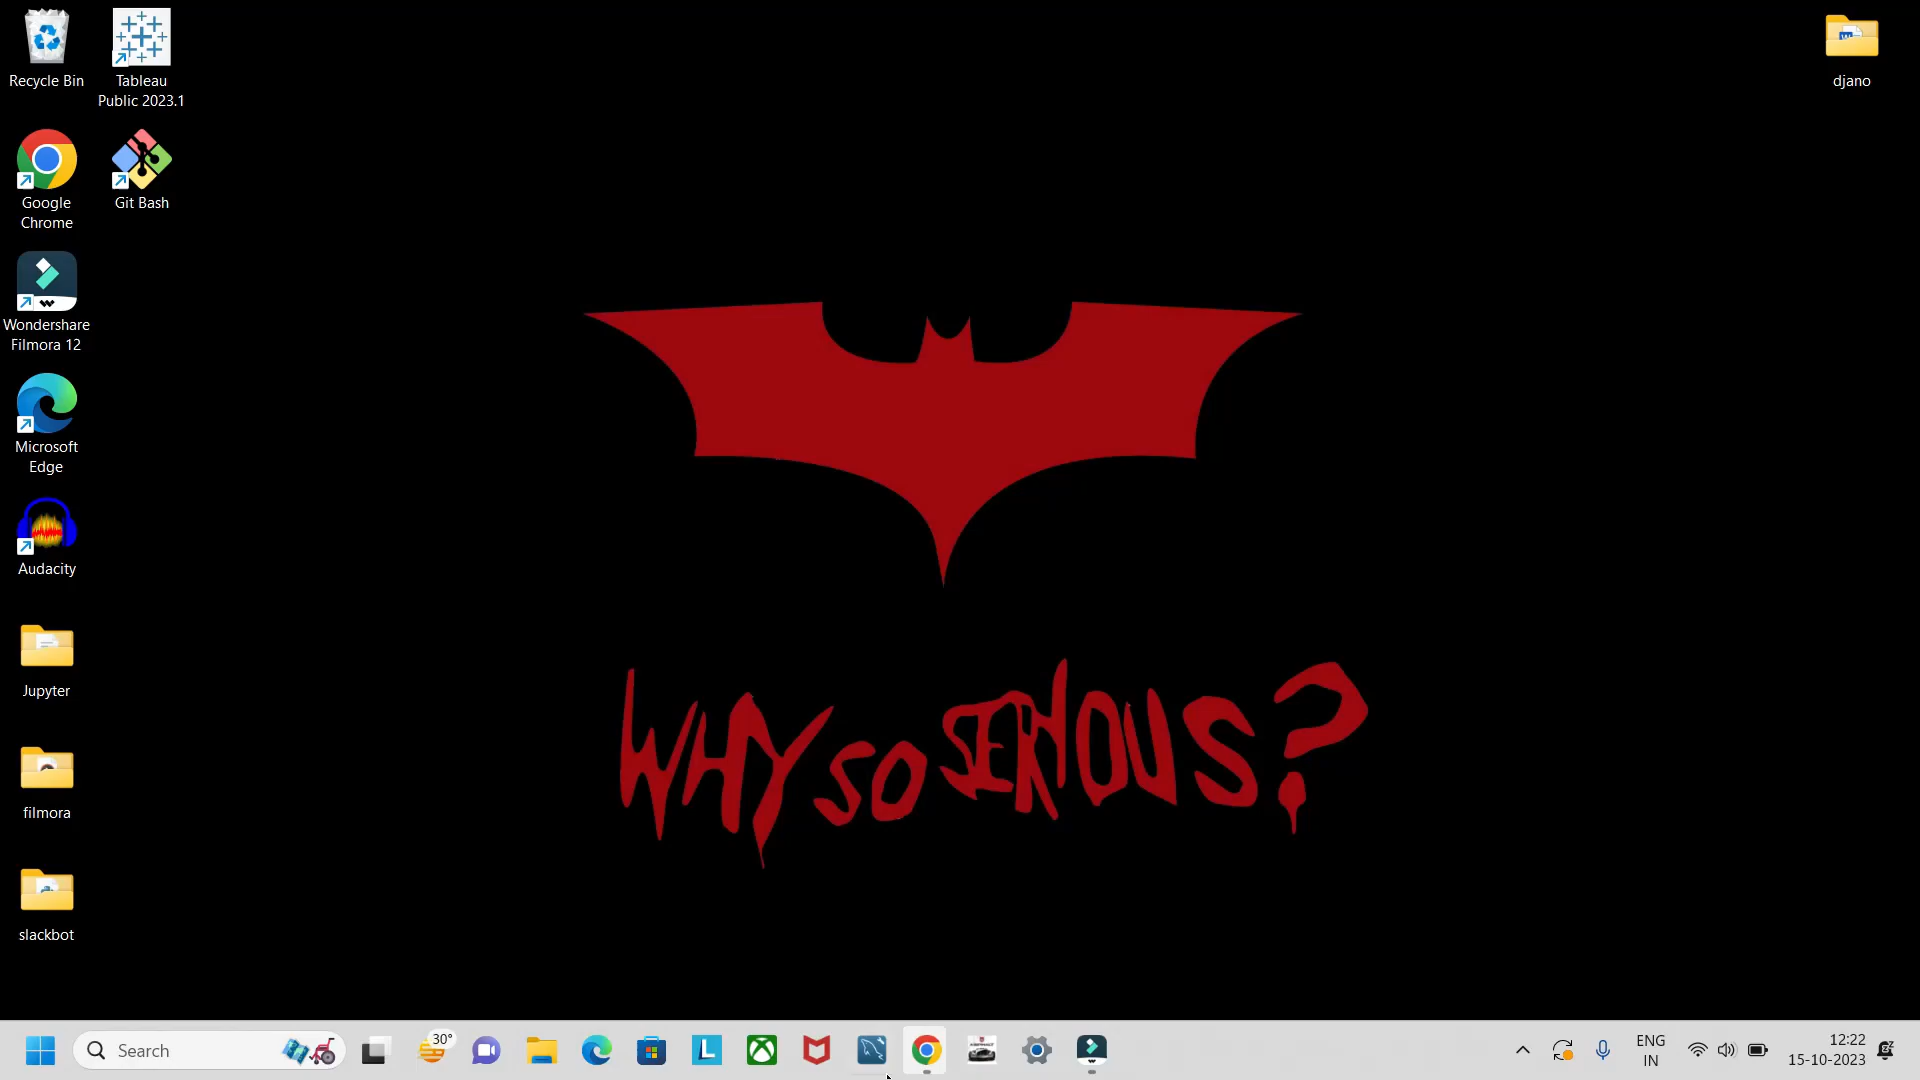 Recycle Bin
Tableau
Public 2023.1
djano
Google
Chrome
Git Bash
Wondershare
Filmora 12
Microsoft
Edge
Audacity
Jupyter
WHY SO SERIOUS?
filmora
slackbot
Search
30°
ENG
IN
12:22
15-10-2023